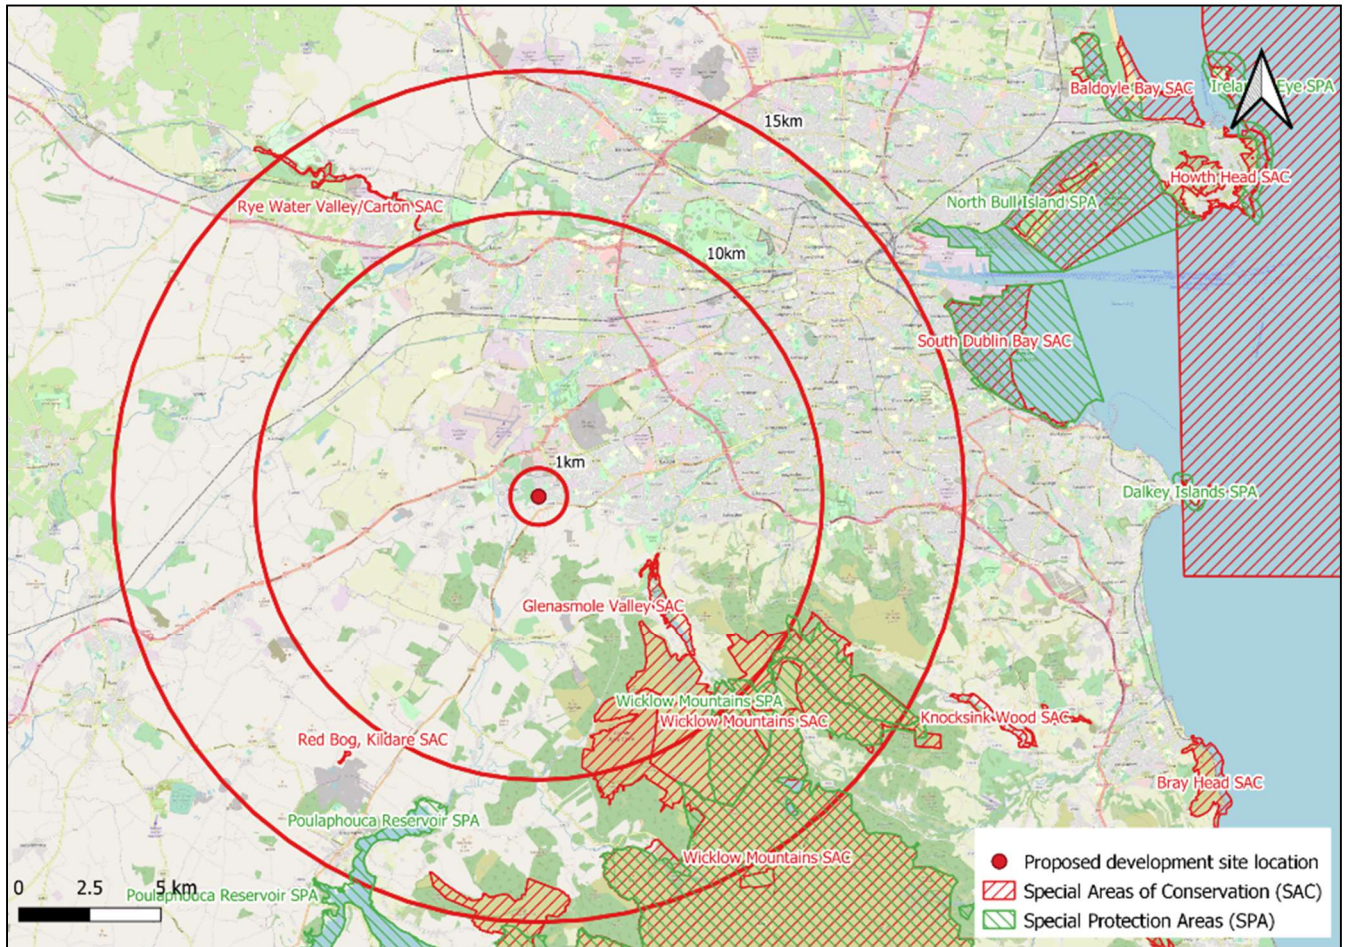 Baldoyle Bay SAC
Eye SPA
15km
Howth Head SAC
Rye Water Valley/Carton SAC
North Bull Island SPA
10km
South Dublin Bay SAC
1km
Dalkey Islands SPA
Glenasmole Valley SAC
Wicklow Mountains SPA
Wicklow Mountains SAC
Knocksink Wood SAC
Red Bog, Kildare SAC
Bray Head SAC
Poulaphouca Reservoir SPA
Wicklow Mountains SAC
Poulaphouca Reservoir SPA
0 2.5 5 km
Proposed development site location
Special Areas of Conservation (SAC)
Special Protection Areas (SPA)